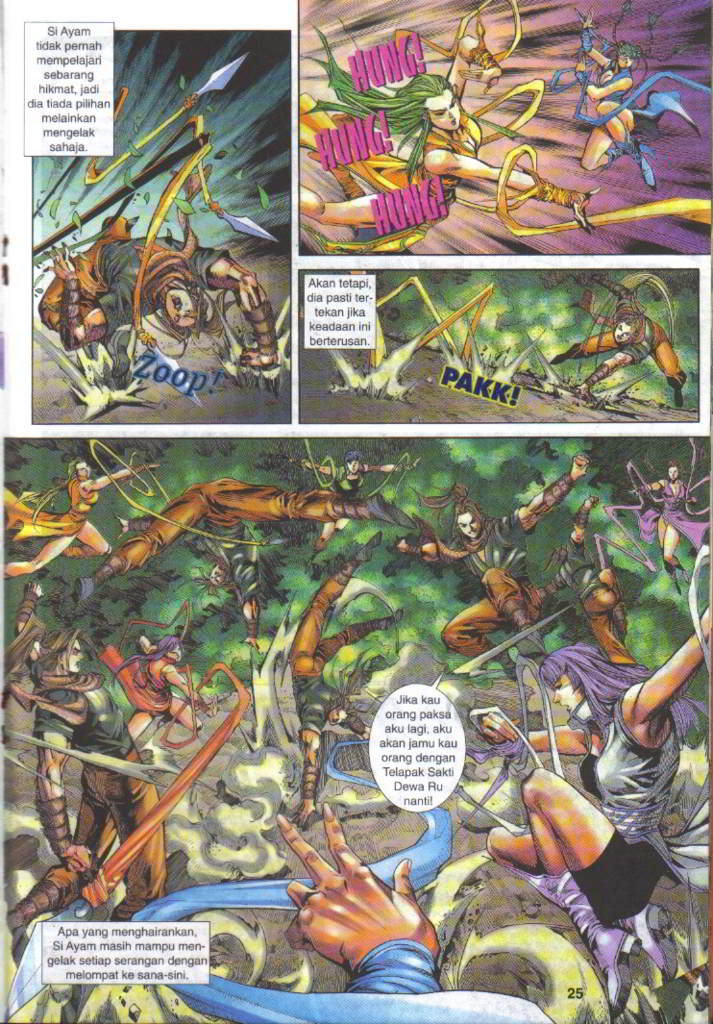 Si Ayam
tidak pernah
mempelajari
sebarang
hikmat, jadi
dia tiada pilihan
melainkan
mengelak
sahaja.
Zoop!
HUNG!
HUNG!
HUNG!
Akan tetapi,
dia pasti ter-
tekan jika
keadaan ini
berterusan.
PAKK!
Jika kau
orang paksa
aku lagi, aku
akan jamu kau
orang dengan
Telapak Sakti
Dewa Ru
nanti!
Apa yang menghairankan,
Si Ayam masih mampu men-
gelak setiap serangan dengan
melompat ke sana-sini.
25